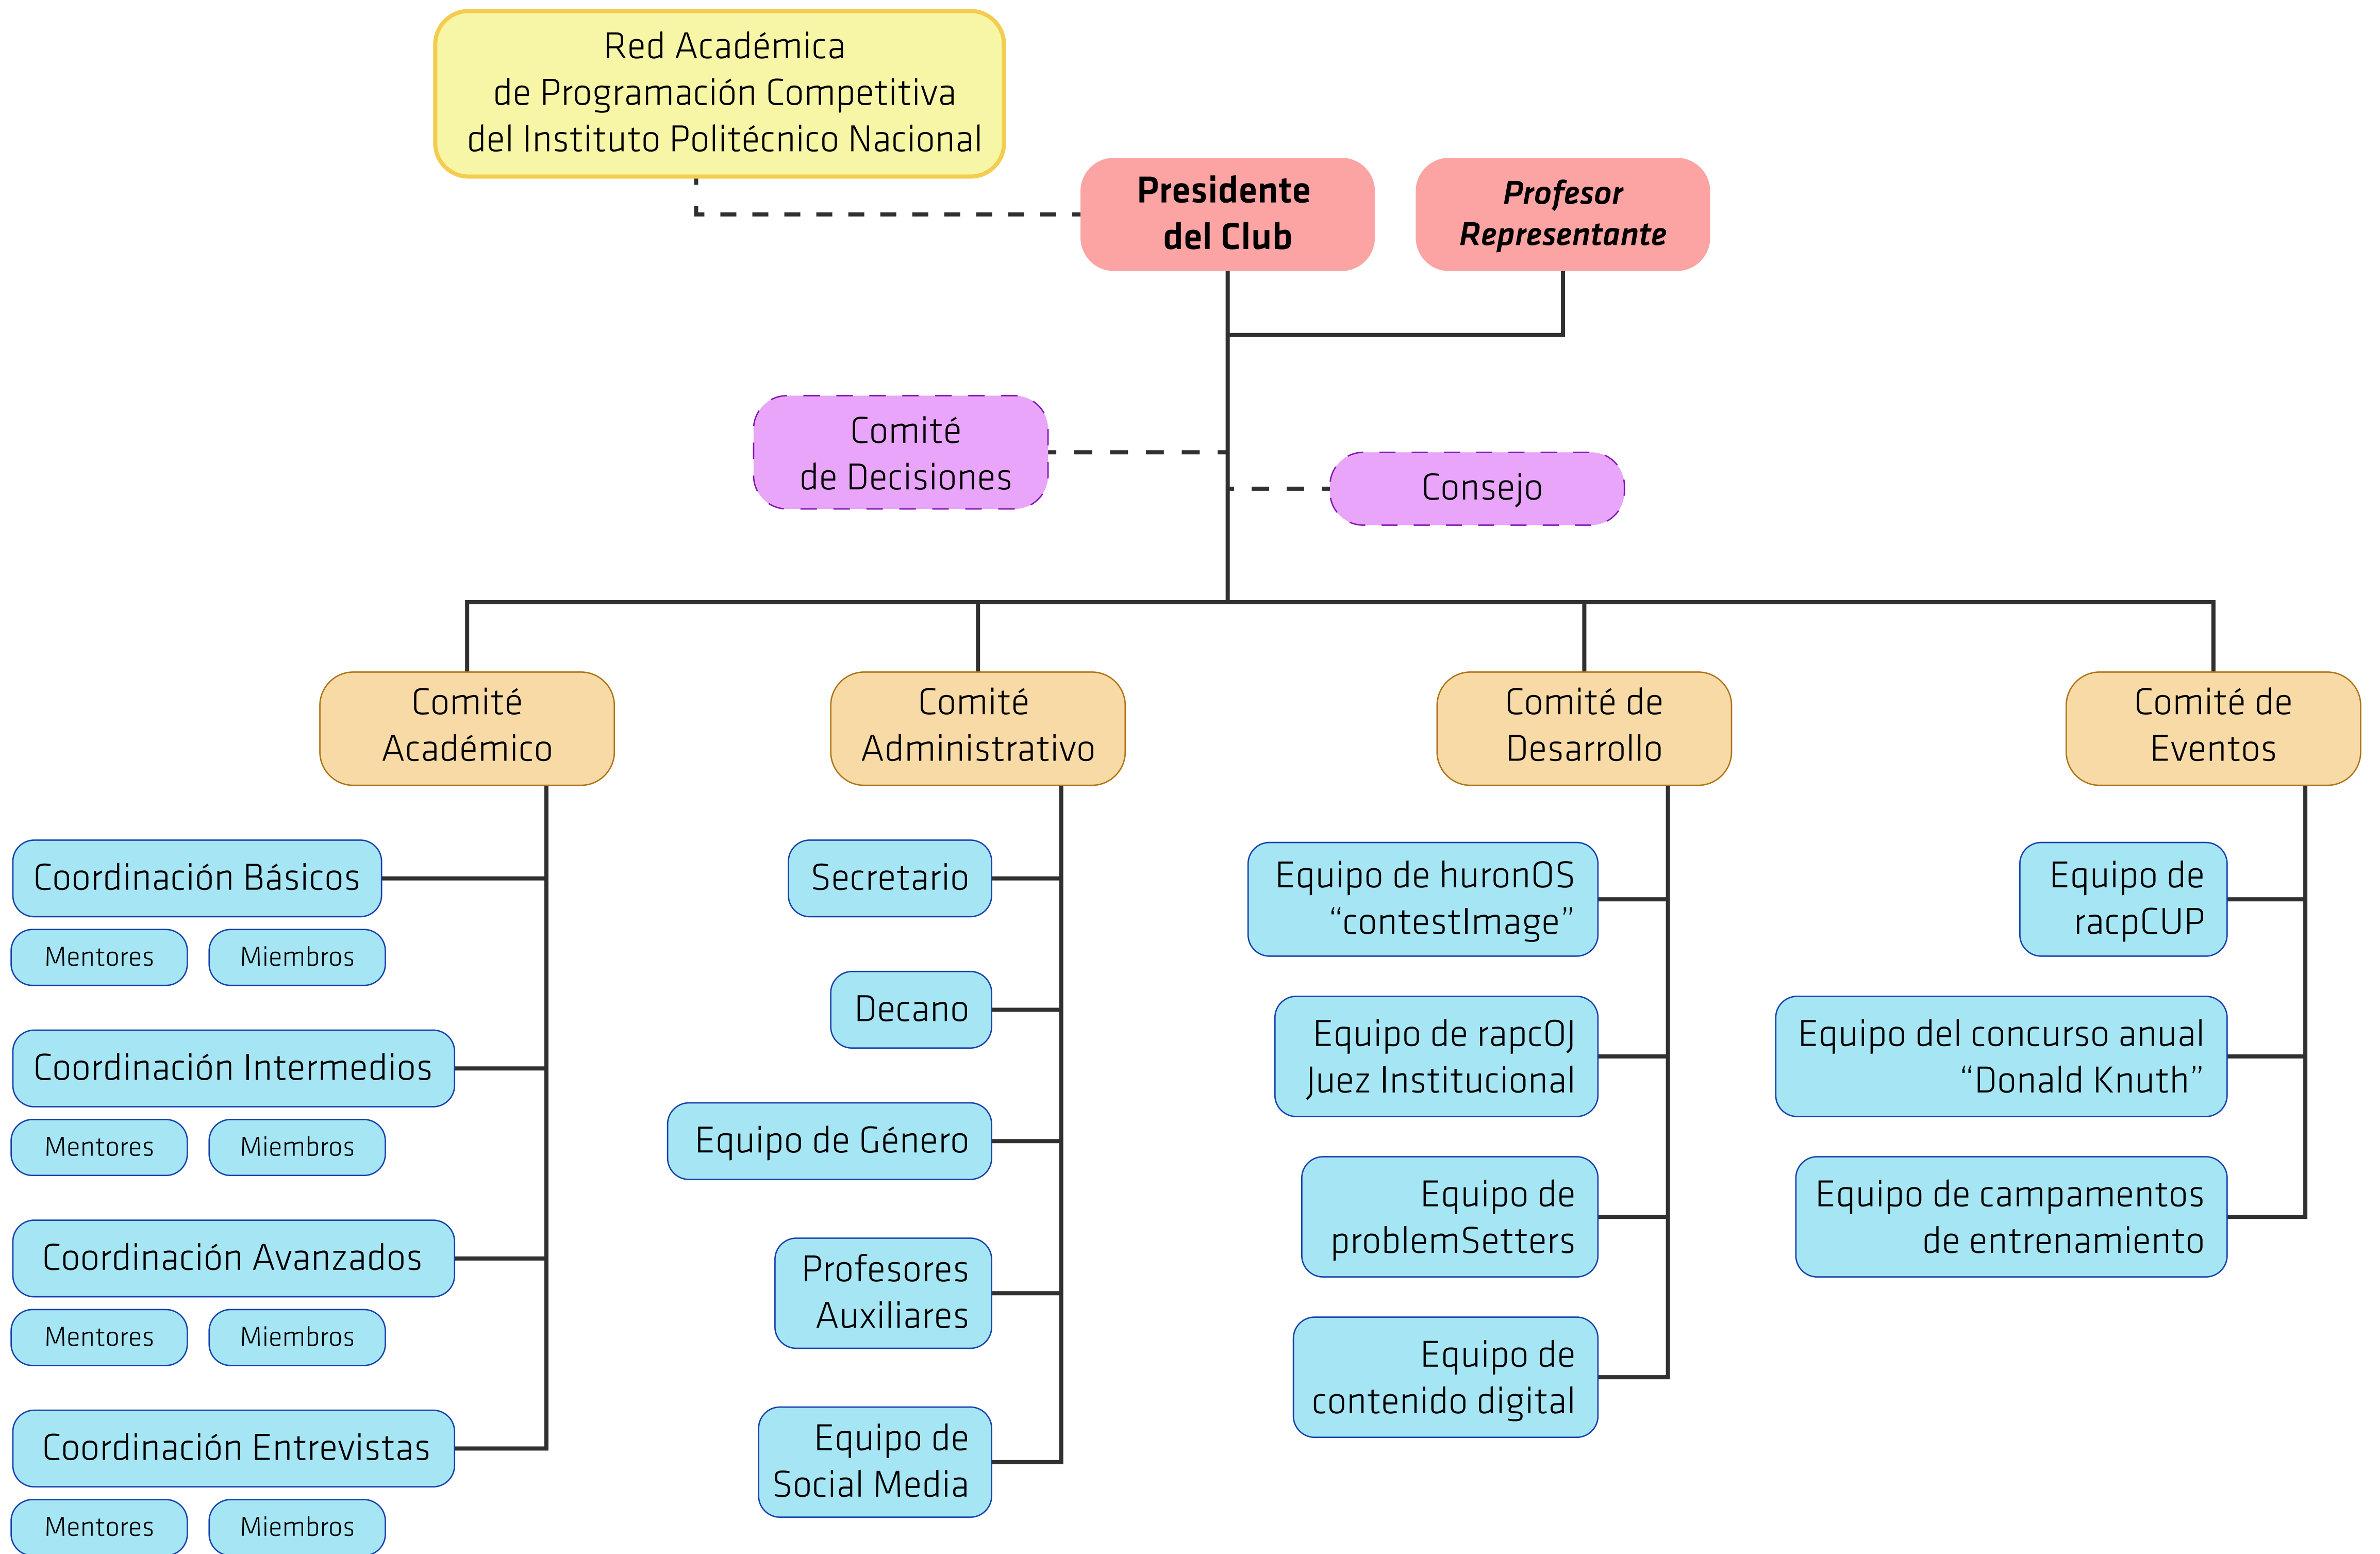 Red Académica
de Programación Competitiva
del Instituto Politécnico Nacional
Presidente
del Club
Profesor
Representante
Comité
de Decisiones
Consejo
Comité
Académico
Coordinación Básicos
Mentores
Miembros
Coordinación Intermedios
Mentores
Miembros
Coordinación Avanzados
Mentores
Miembros
Coordinación Entrevistas
Mentores
Miembros
Comité
Administrativo
Secretario
Decano
Equipo de Género
Profesores
Auxiliares
Equipo de
Social Media
Comité de
Desarrollo
Equipo de huronOS
“contestImage”
Equipo de rapcOJ
Juez Institucional
Equipo de
problemSetters
Equipo de
contenido digital
Comité de
Eventos
Equipo de
racpCUP
Equipo del concurso anual
“Donald Knuth”
Equipo de campamentos
de entrenamiento